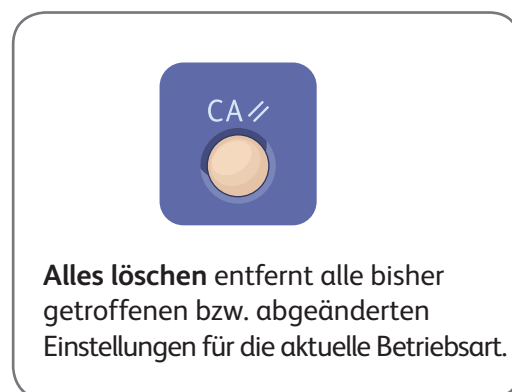 CA //
Alles löschen entfernt alle bisher
getroffenen bzw. abgeänderten
Einstellungen für die aktuelle Betriebsart.